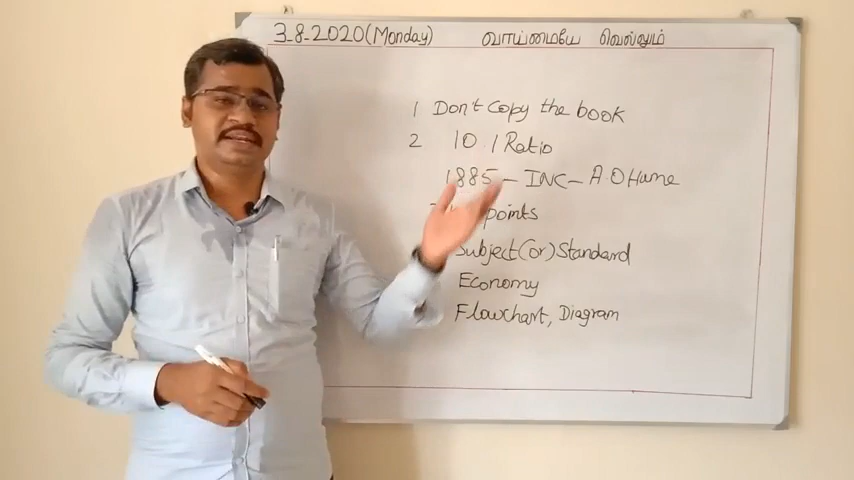 3.8.2020(Monday) வாய்மையே வெல்லும்
1 Don't Copy the book
2 10:1 Ratio
1885 - INC - A.O Hume
points
Subject(or) Standard
Economy
Flowchart, Diagram